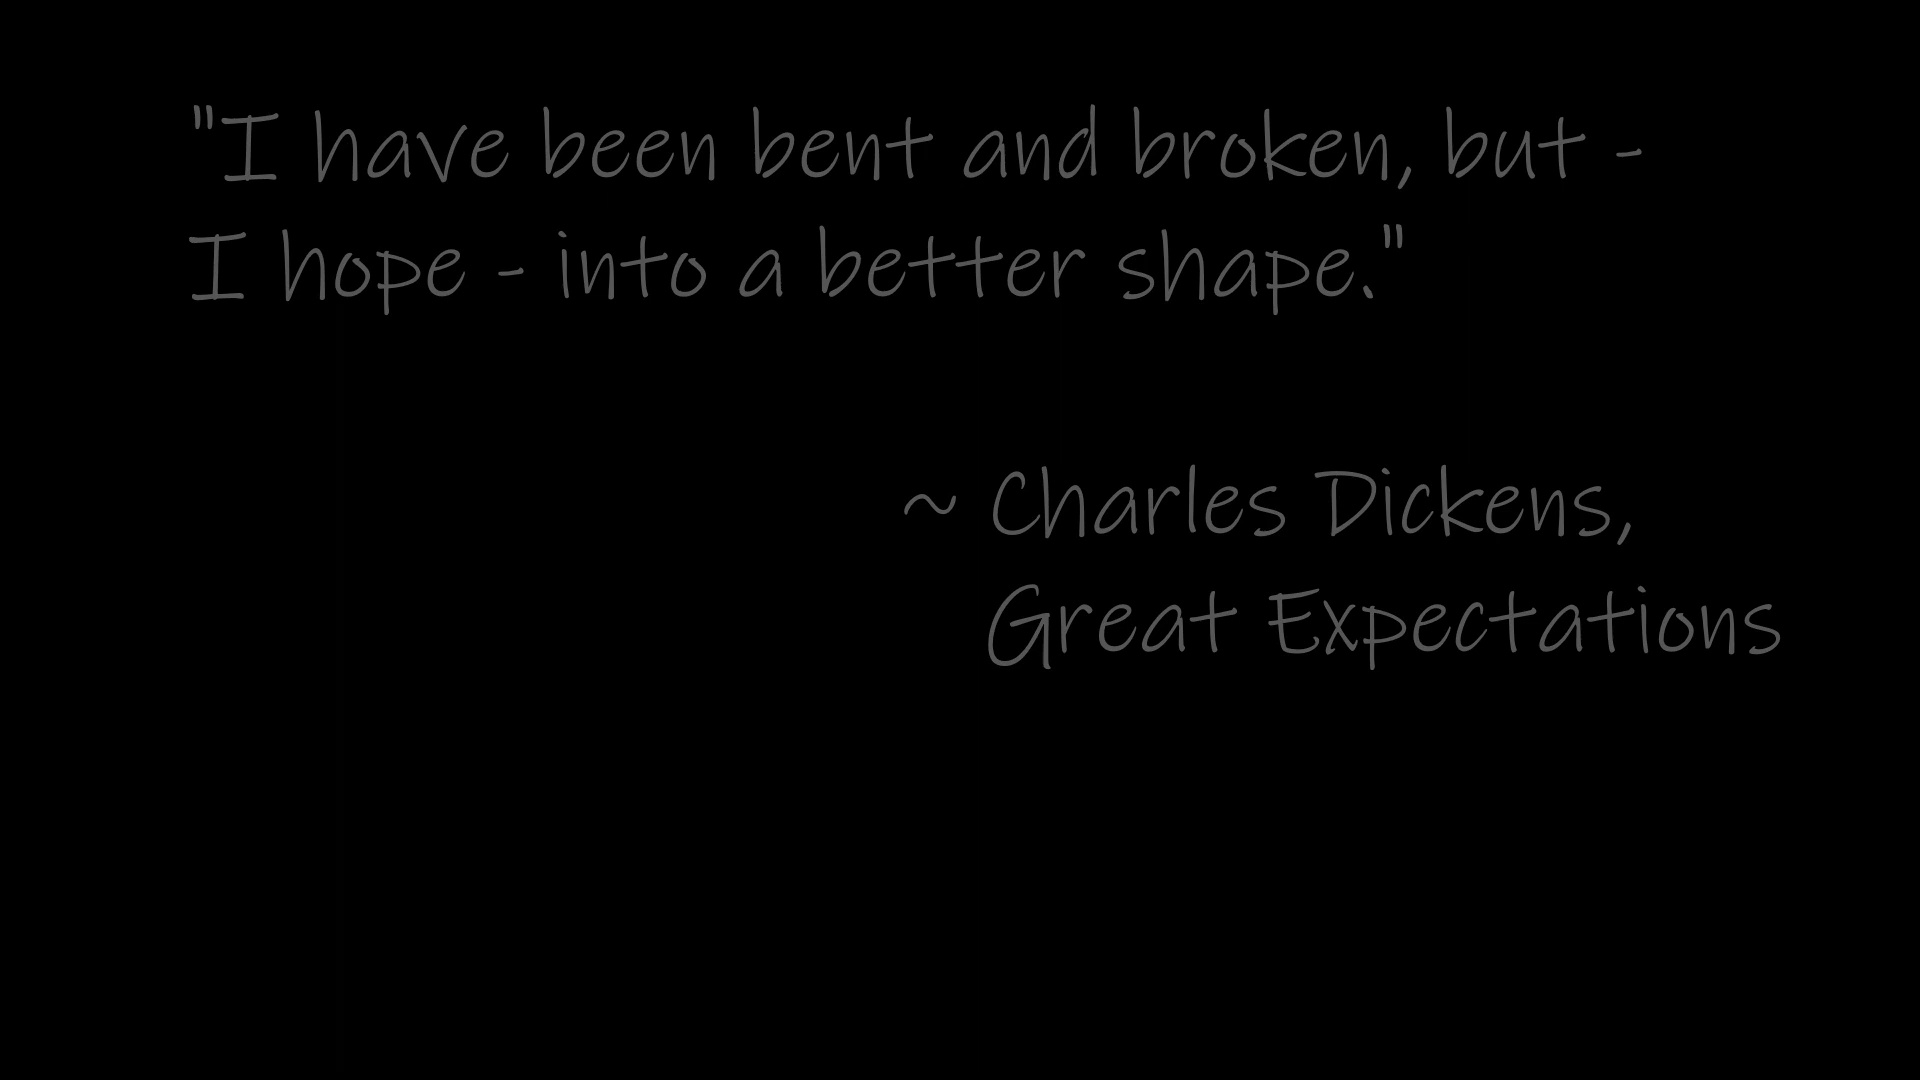 "I have been bent and broken, but -
I hope - into a better shape."
~ Charles Dickens,
Great Expectations